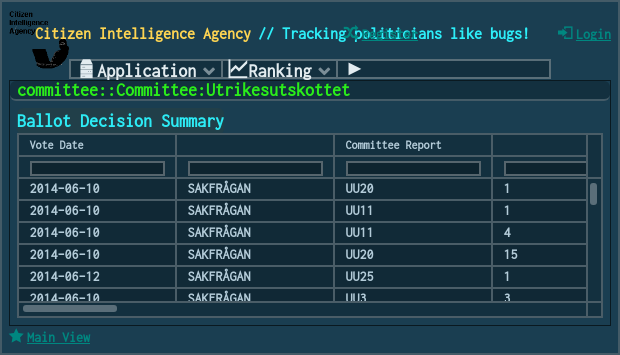 Citizen
Intelligence
Agency
Citizen Intelligence Agency // Tracking politicians like bugs!
Login
Application
Ranking
committee::Committee:Utrikesutskottet
Ballot Decision Summary
Vote Date Committee Report
2014-06-10 SAKFRÅGAN UU20 1
2014-06-10 SAKFRÅGAN UU11 1
2014-06-10 SAKFRÅGAN UU11 4
2014-06-10 SAKFRÅGAN UU20 15
2014-06-12 SAKFRÅGAN UU25 1
2014-06-10 SAKFRÅGAN UU3 3
Main View